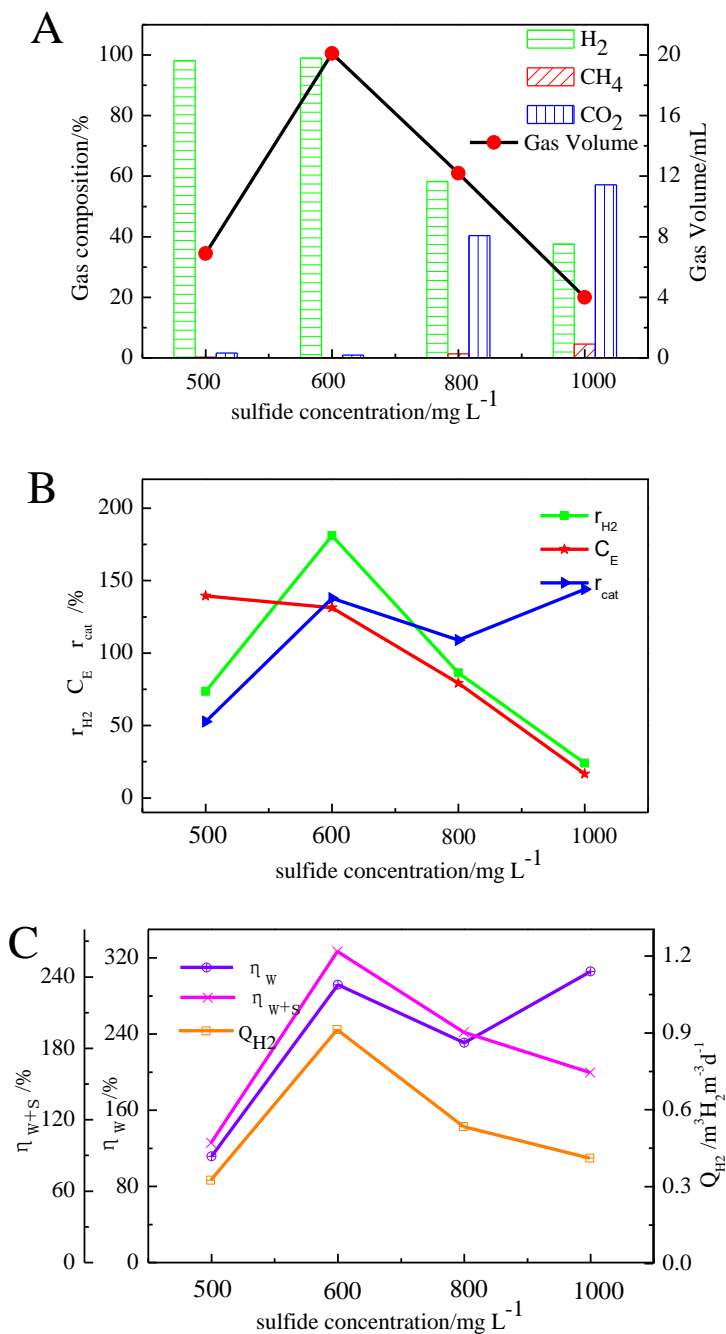 A
H2
CH4
CO2
Gas Volume
Gas composition/%
100
80
60
40
20
0
20
16
12
8
4
0
Gas Volume/mL
500 600 800 1000
sulfide concentration/mg L-1
B
rH2
CE
rcat
rH2 CE rcat /%
200
150
100
50
0
500 600 800 1000
sulfide concentration/mg L-1
C
ηW
ηW+S
QH2
ηW+S /%
240
180
120
60
0
ηW /%
320
240
160
80
0
1.2
0.9
0.6
0.3
0.0
QH2 /m3H2m-3d-1
500 600 800 1000
sulfide concentration/mg L-1